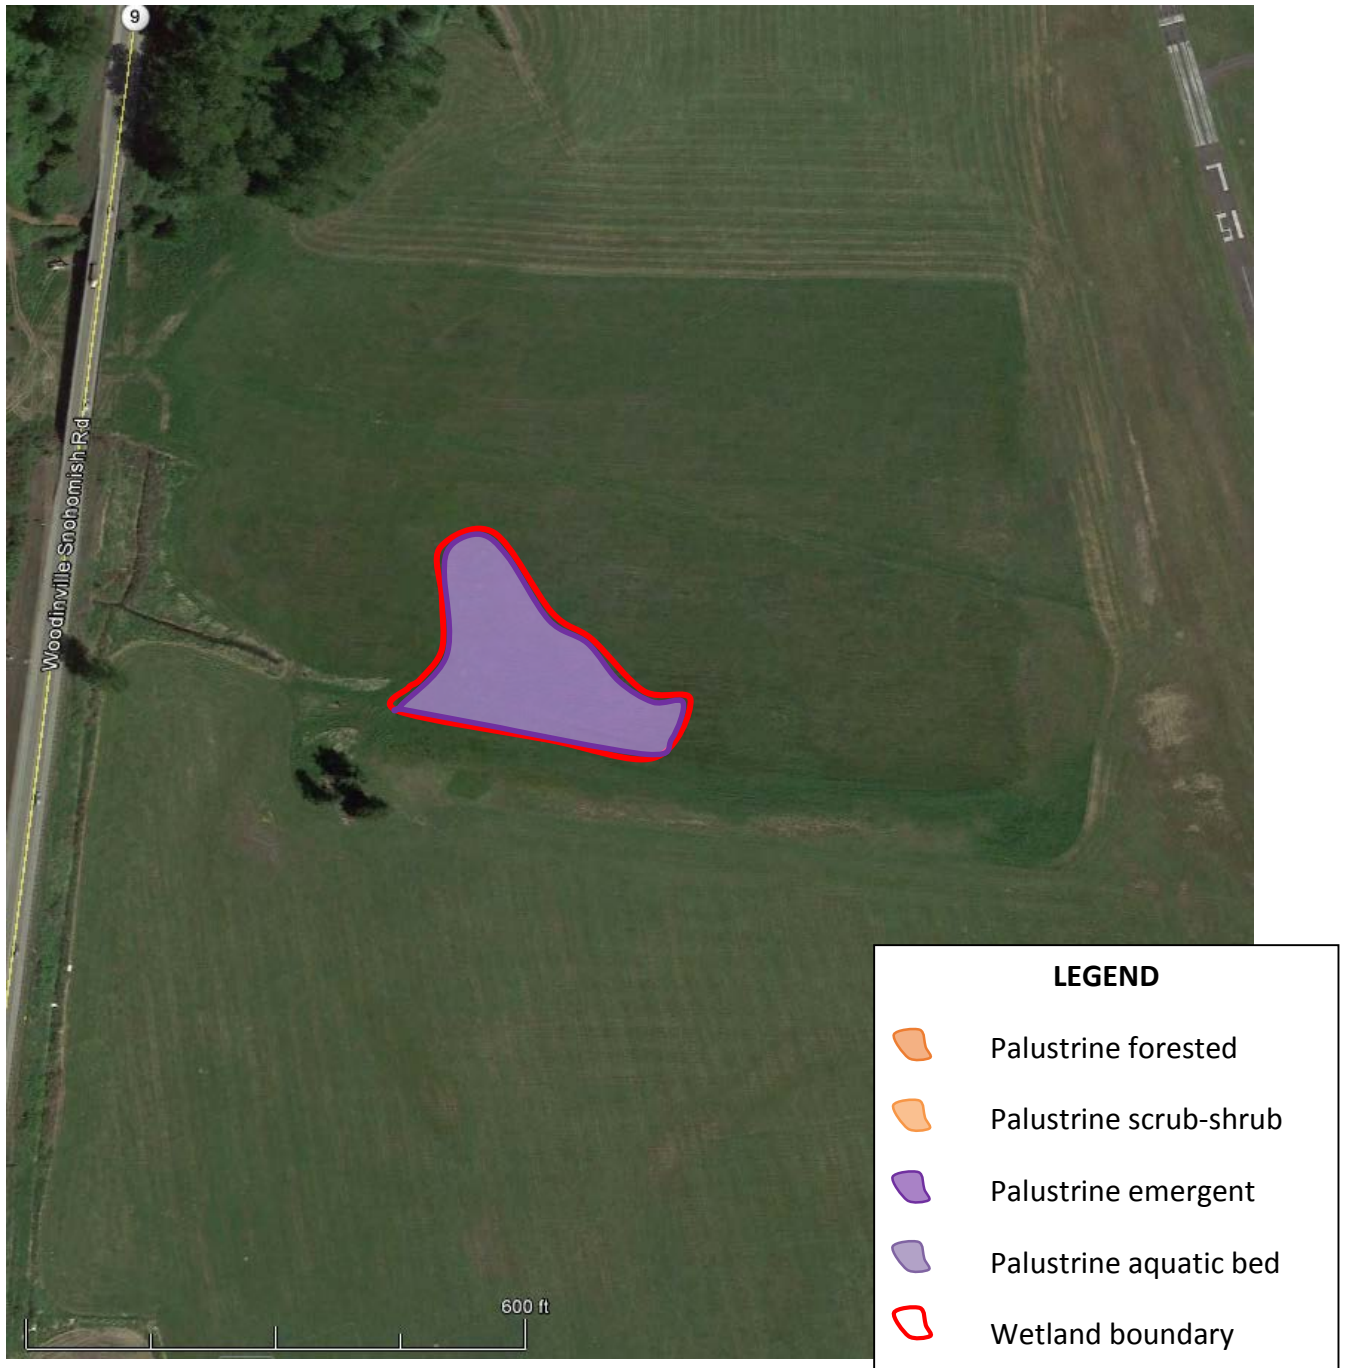 9
15
Woodinville-Snohomish Rd
600 ft
LEGEND
Palustrine forested
Palustrine scrub-shrub
Palustrine emergent
Palustrine aquatic bed
Wetland boundary